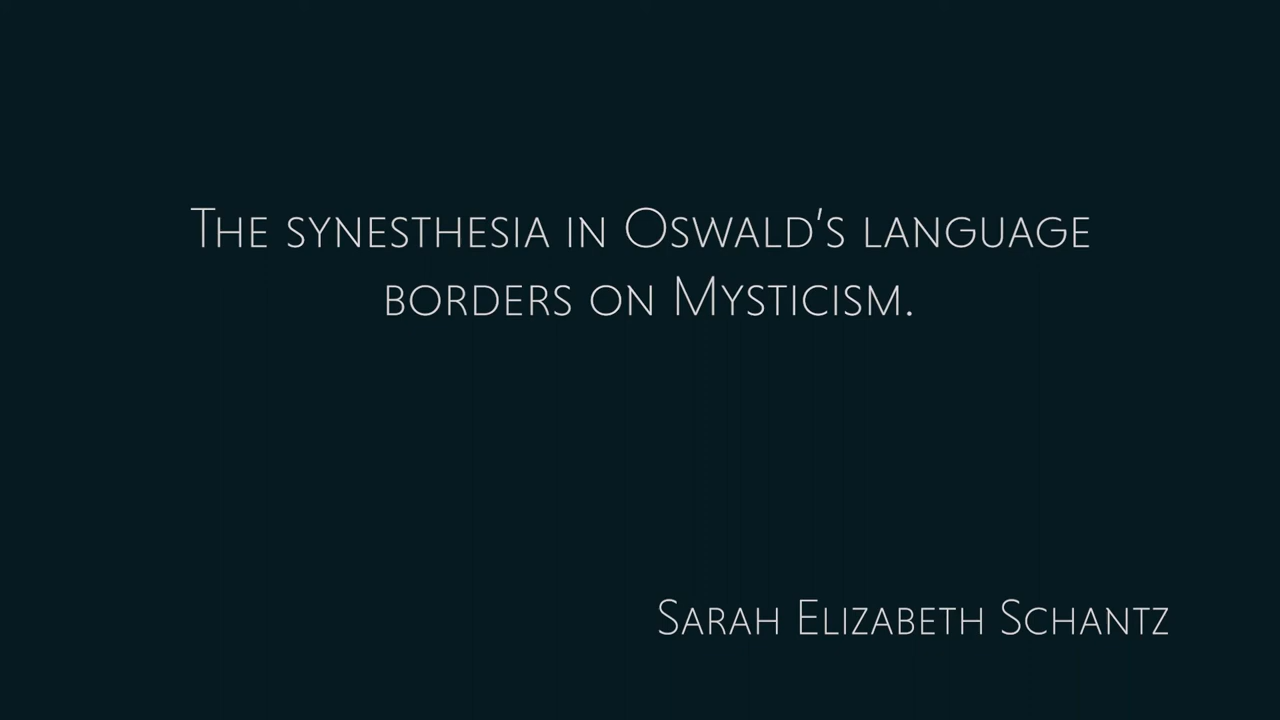 The synesthesia in Oswald's language
borders on Mysticism.
Sarah Elizabeth Schantz